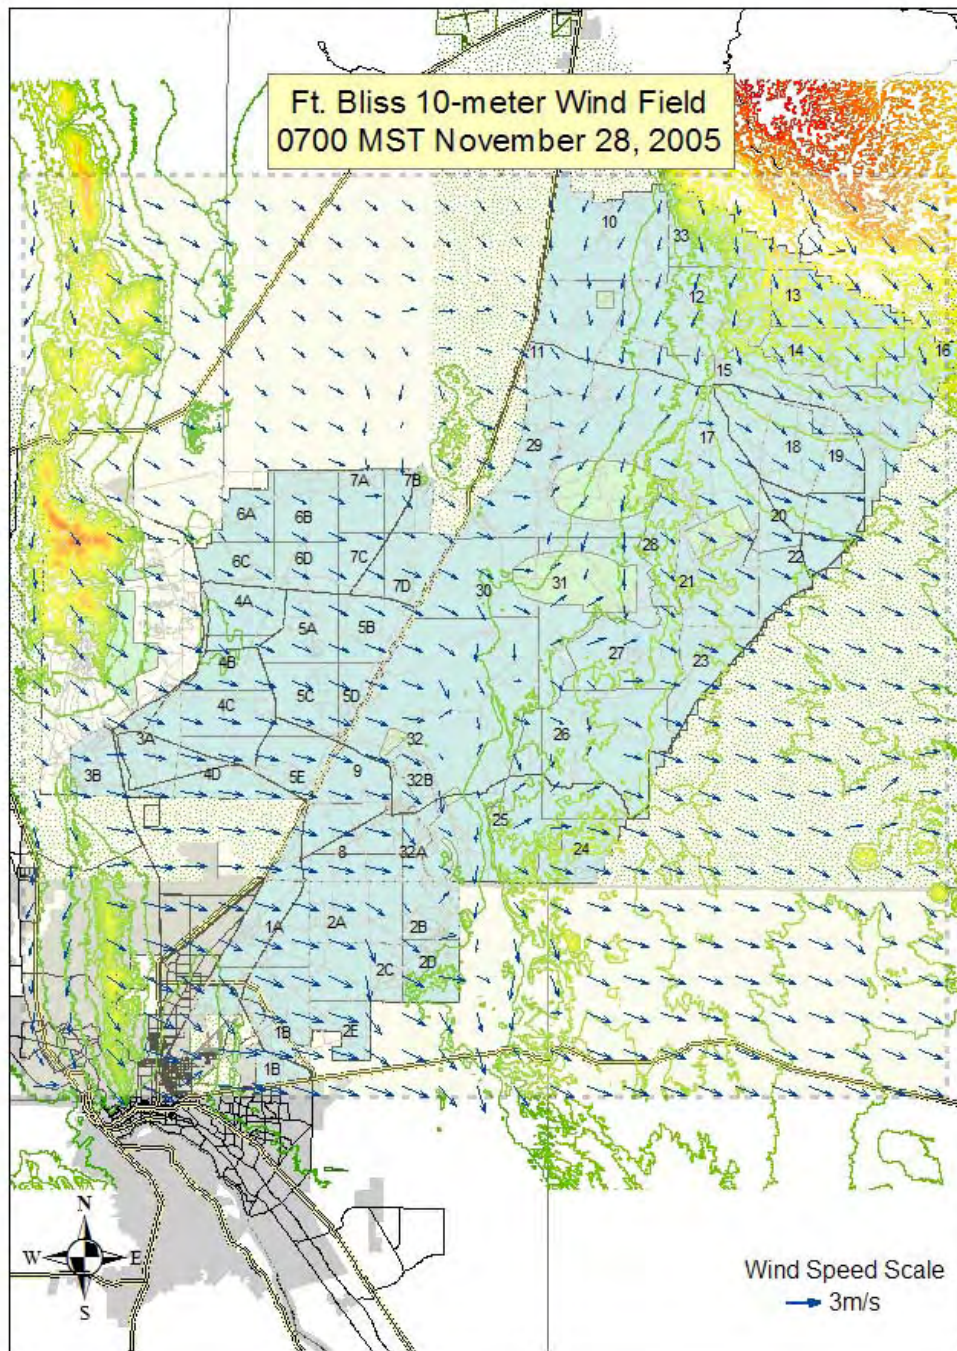 Ft. Bliss 10-meter Wind Field
0700 MST November 28, 2005
10
33
12
13
11
14
16
15
29
17
18
19
7A
7B
6A
6B
20
6C
6D
7C
28
22
7D
30
31
21
4A
5A
5B
4B
27
23
4C
5C
5D
3A
32
26
3B
4D
5E
9
32B
25
8
32A
24
1A
2A
2B
2C
2D
1B
2E
1B
N
W
E
S
Wind Speed Scale
3m/s